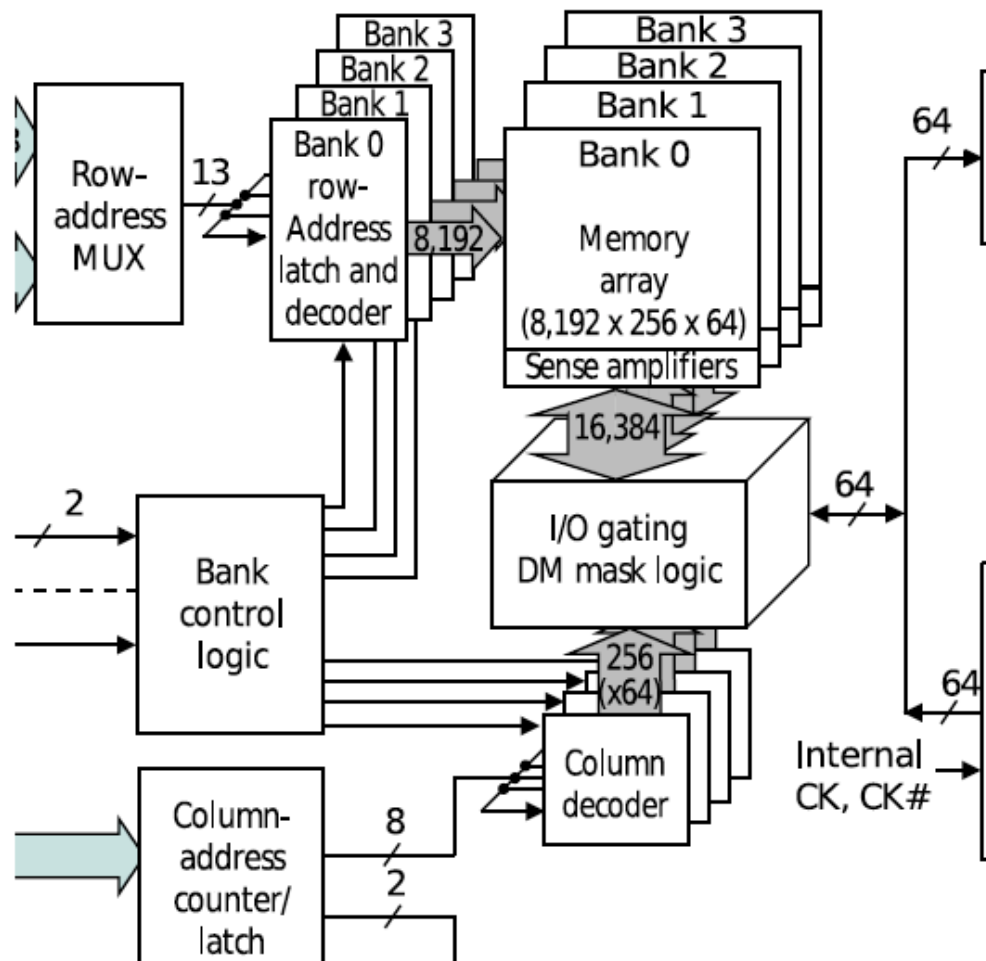 Bank 3
Bank 2
Bank 1
Bank 0
row-
Address
latch and
decoder
Bank 3
Bank 2
Bank 1
Bank 0
Memory
array
(8,192 x 256 x 64)
Sense amplifiers
Row-
address
MUX
13
8,192
16,384
64
64
64
I/O gating
DM mask logic
2
Bank
control
logic
256
(x64)
Column
decoder
Internal
CK, CK#
Column-
address
counter/
latch
8
2